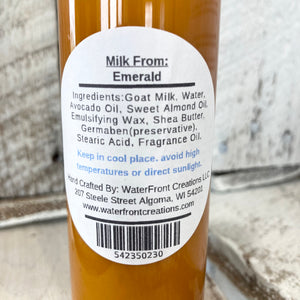 Milk From:
Emerald
Ingredients:Goat Milk, Water,
Avocado Oil, Sweet Almond Oil,
Emulsifying Wax, Shea Butter,
Germaben(preservative),
Stearic Acid, Fragrance Oil.
Keep in cool place. avoid high
temperatures or direct sunlight.
Hand Crafted By: WaterFront Creations LLC
207 Steele Street Algoma, WI 54201
www.waterfrontcreations.com
542350230